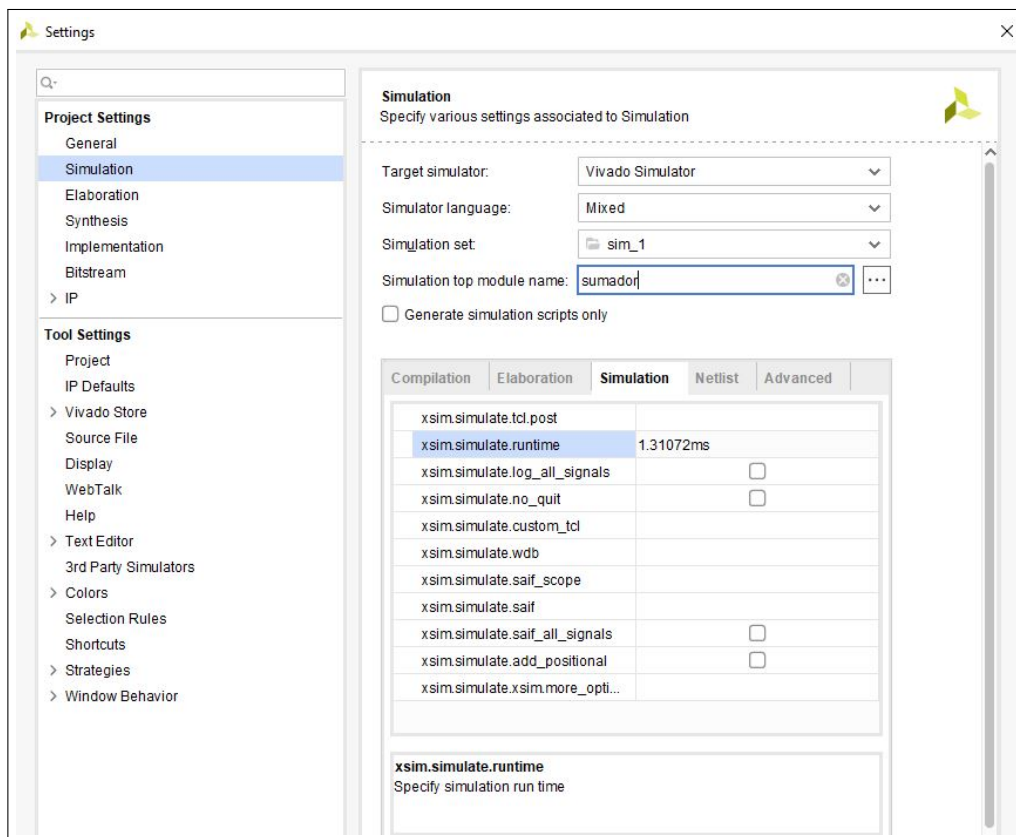 Settings
Project Settings
General
Simulation
Elaboration
Synthesis
Implementation
Bitstream
IP
Tool Settings
Project
IP Defaults
Vivado Store
Source File
Display
WebTalk
Help
Text Editor
3rd Party Simulators
Colors
Selection Rules
Shortcuts
Strategies
Window Behavior
Simulation
Specify various settings associated to Simulation
Target simulator: Vivado Simulator
Simulator language: Mixed
Simulation set: sim_1
Simulation top module name: sumador
Generate simulation scripts only
Compilation Elaboration Simulation Netlist Advanced
xsim.simulate.tcl.post
xsim.simulate.runtime 1.31072ms
xsim.simulate.log_all_signals
xsim.simulate.no_quit
xsim.simulate.custom_tcl
xsim.simulate.wdb
xsim.simulate.saif_scope
xsim.simulate.saif
xsim.simulate.saif_all_signals
xsim.simulate.add_positional
xsim.simulate.xsim.more_opti...
xsim.simulate.runtime
Specify simulation run time